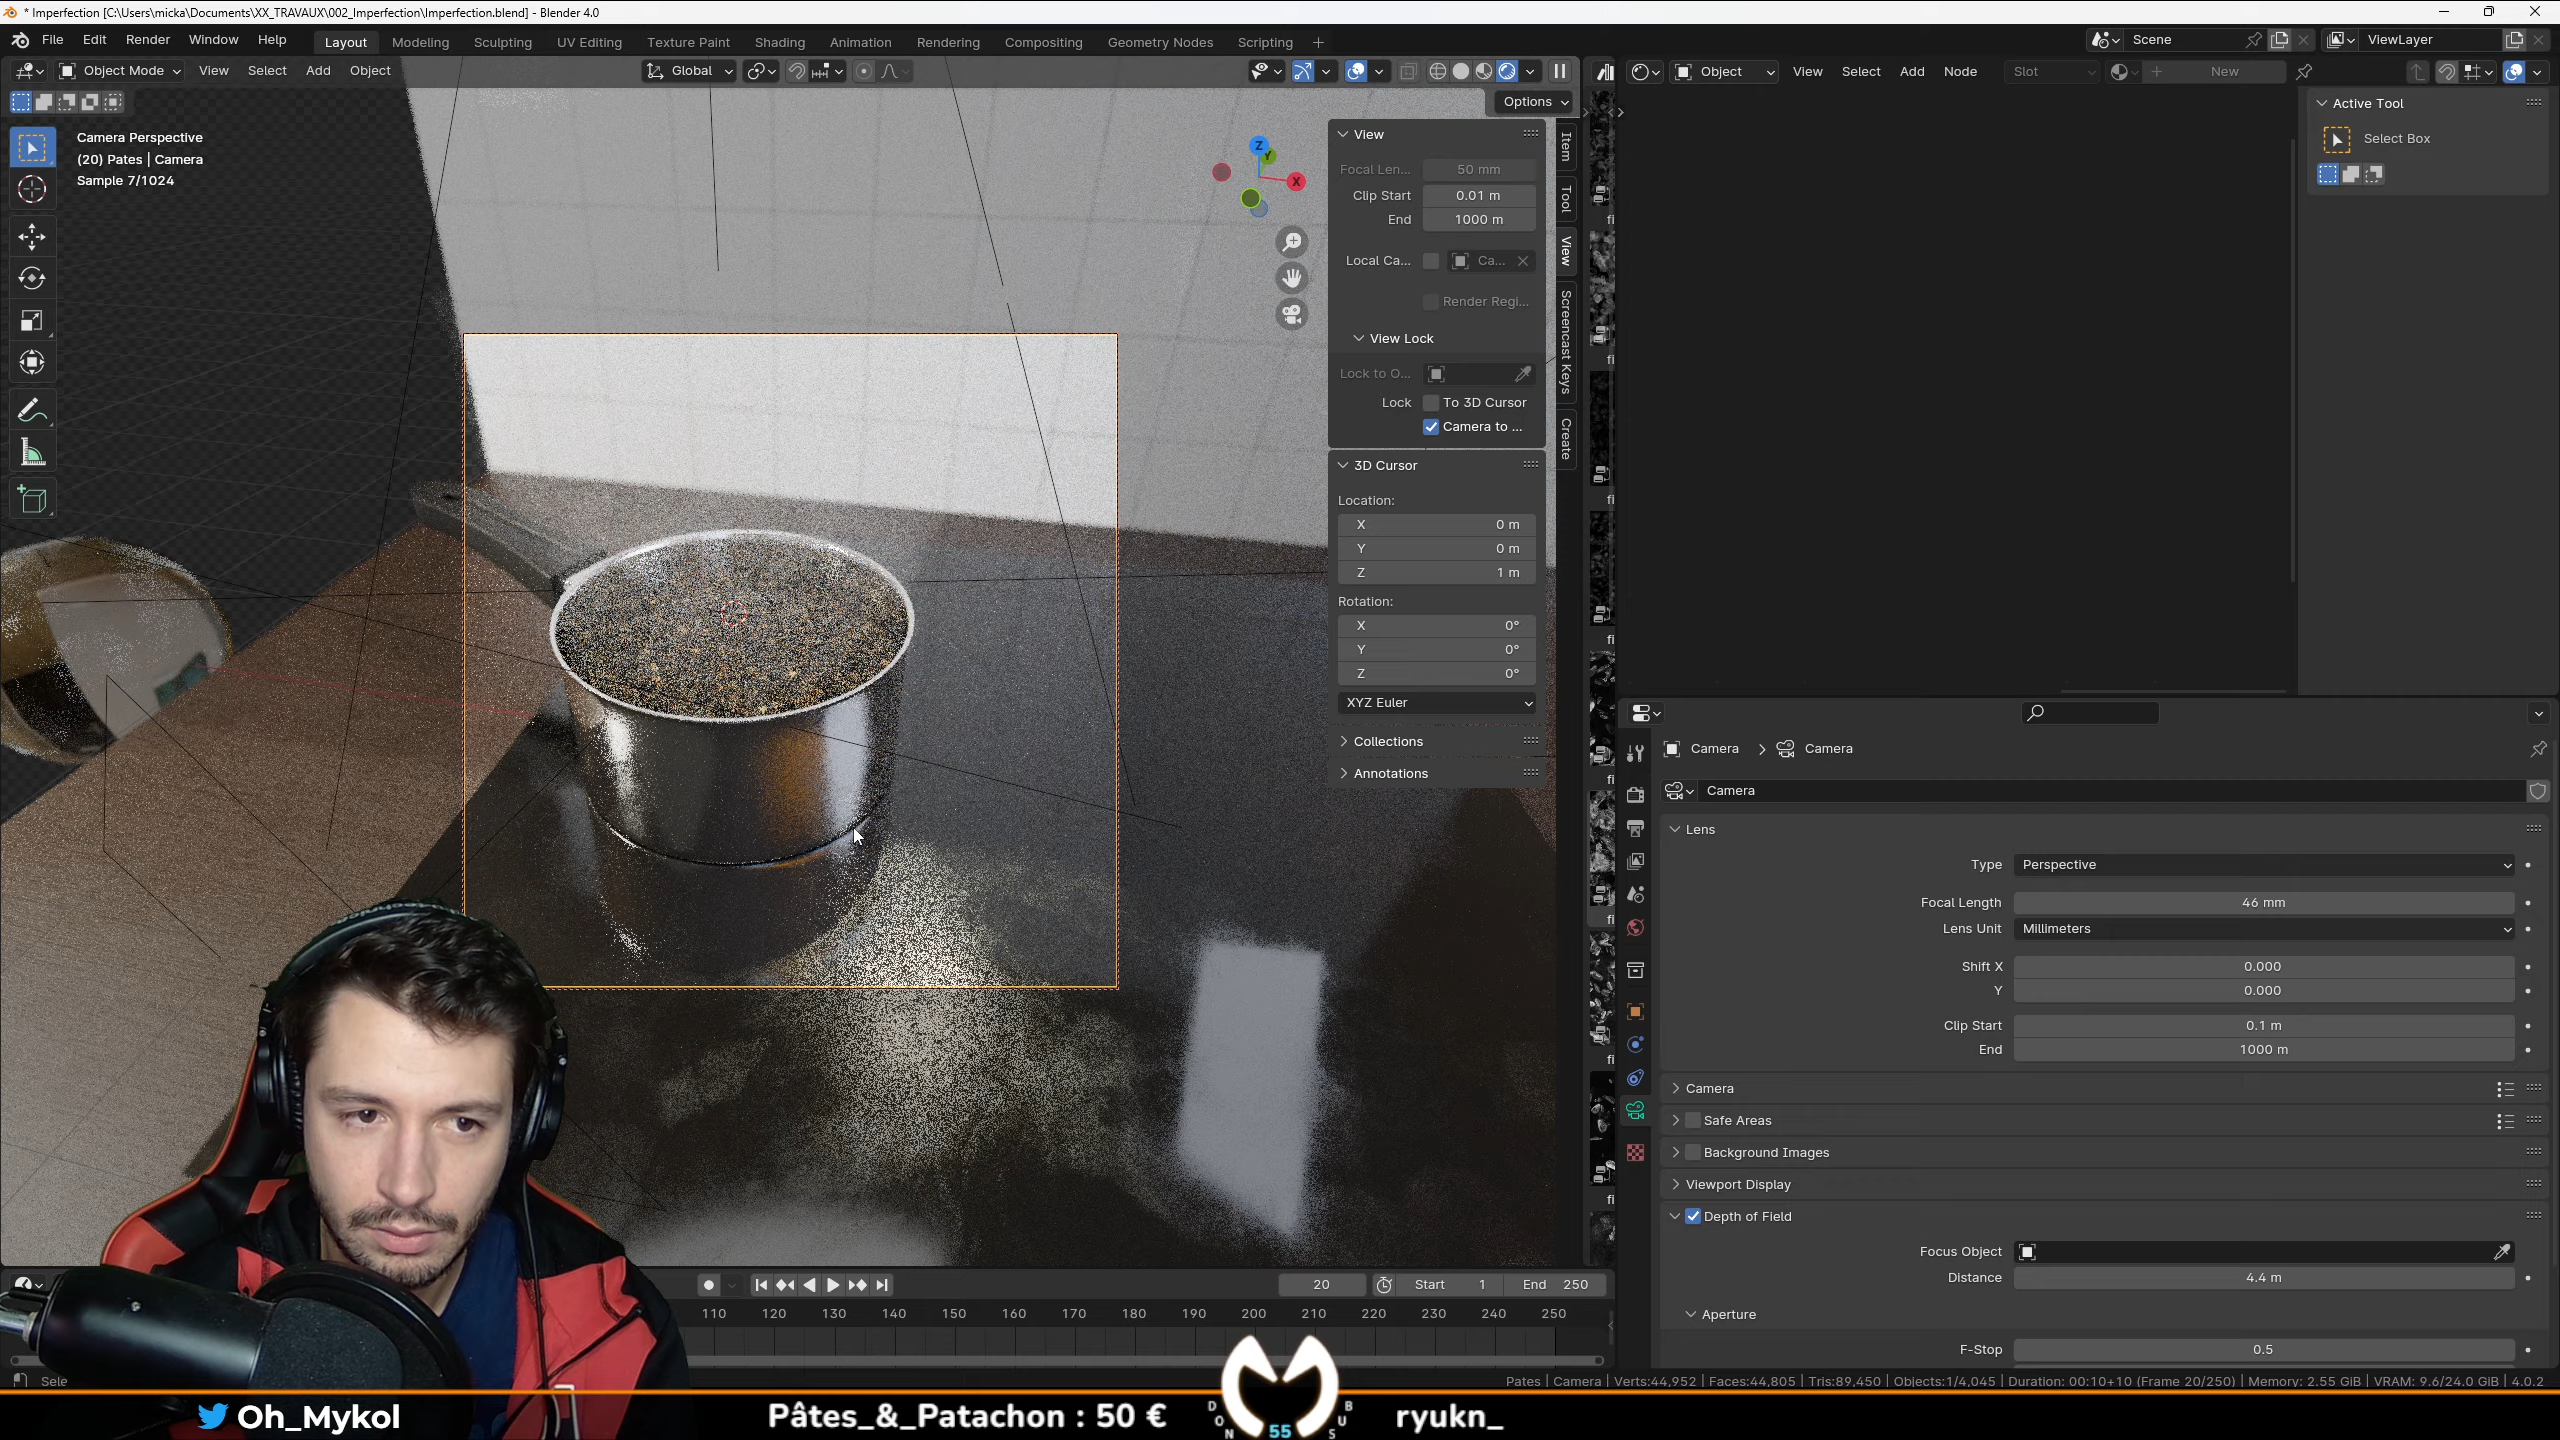 * Imperfection [C:\Users\micka\Documents\XX_TRAVAUX\002_Imperfection\Imperfection.blend] - Blender 4.0
File Edit Render Window Help Layout Modeling Sculpting UV Editing Texture Paint Shading Animation Rendering Compositing Geometry Nodes Scripting + Scene ViewLayer
Object Mode View Select Add Object Global Object View Select Add Node Slot New
Options
Active Tool
Select Box
Camera Perspective
(20) Pates | Camera
Sample 7/1024
Z
Y
X
View
Focal Len... 50 mm
Clip Start 0.01 m
End 1000 m
Local Ca... Ca...
Render Regi...
View Lock
Lock to O...
Lock To 3D Cursor
Camera to ...
3D Cursor
Location:
X 0 m
Y 0 m
Z 1 m
Rotation:
X 0°
Y 0°
Z 0°
XYZ Euler
Collections
Annotations
Item
Tool
View
Screencast Keys
Create
fi
fi
fi
fi
fi
fi
fi
fi
Camera > Camera
Camera
Lens
Type Perspective
Focal Length 46 mm
Lens Unit Millimeters
Shift X 0.000
Y 0.000
Clip Start 0.1 m
End 1000 m
Camera
Safe Areas
Background Images
Viewport Display
Depth of Field
Focus Object
Distance 4.4 m
Aperture
F-Stop 0.5
20 Start 1 End 250
110 120 130 140 150 160 170 180 190 200 210 220 230 240 250
Sele
Pates | Camera | Verts:44,952 | Faces:44,805 | Tris:89,450 | Objects:1/4,045 | Duration: 00:10+10 (Frame 20/250) | Memory: 2.55 GiB | VRAM: 9.6/24.0 GiB | 4.0.2
Oh_Mykol
Pâtes_&_Patachon : 50 €
DON 55 SUB
ryukn_